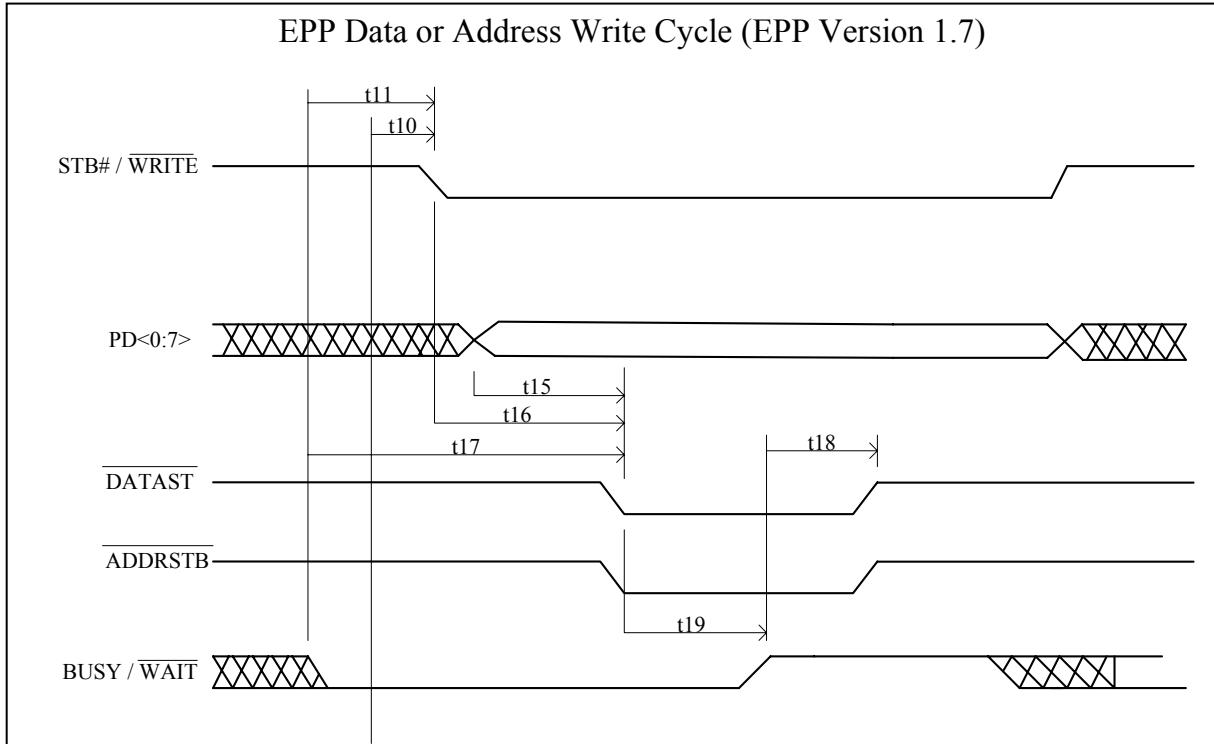 EPP Data or Address Write Cycle (EPP Version 1.7)
t11
t10
STB# / WRITE
PD<0:7>
t15
t16
t17
t18
DATAST
ADDRSTB
t19
BUSY / WAIT